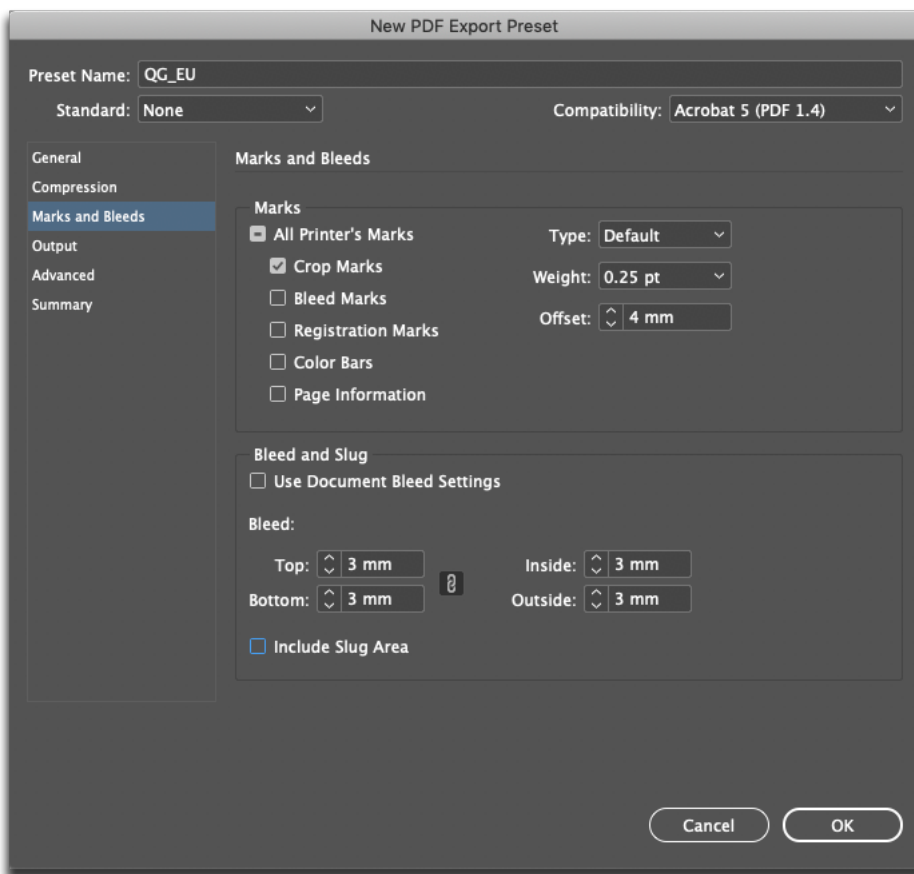 New PDF Export Preset
Preset Name: QG_EU
Standard: None Compatibility: Acrobat 5 (PDF 1.4)
General
Compression
Marks and Bleeds
Output
Advanced
Summary
Marks and Bleeds
Marks
All Printer's Marks Type: Default
Crop Marks Weight: 0.25 pt
Bleed Marks Offset: 4 mm
Registration Marks
Color Bars
Page Information
Bleed and Slug
Use Document Bleed Settings
Bleed:
Top: 3 mm Inside: 3 mm
Bottom: 3 mm Outside: 3 mm
Include Slug Area
Cancel OK